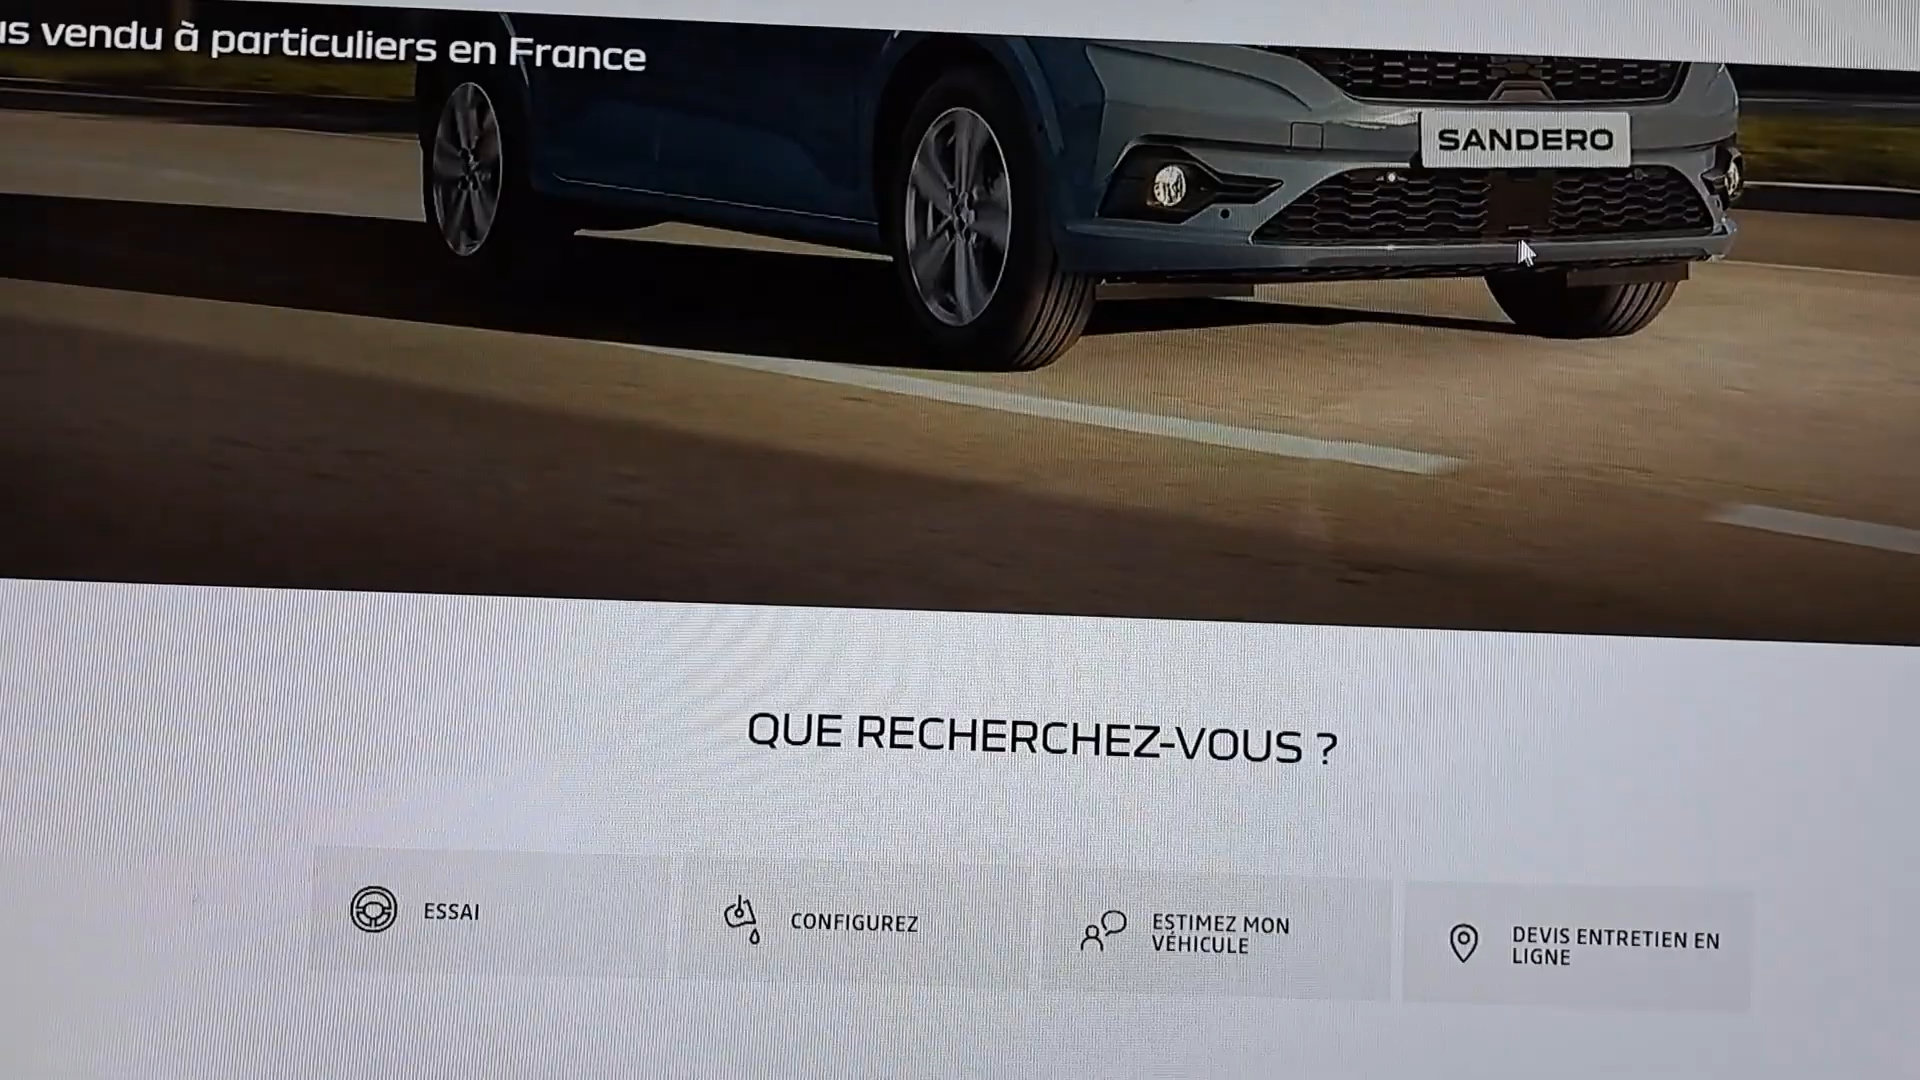 vendu à particuliers en France
SANDERO
QUE RECHERCHEZ-VOUS ?
ESSAI
CONFIGUREZ
ESTIMEZ MON
VÉHICULE
DEVIS ENTRETIEN EN
LIGNE